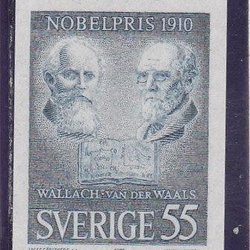 NOBELPRIS 1910
WALLACH · VAN DER WAALS
SVERIGE 55